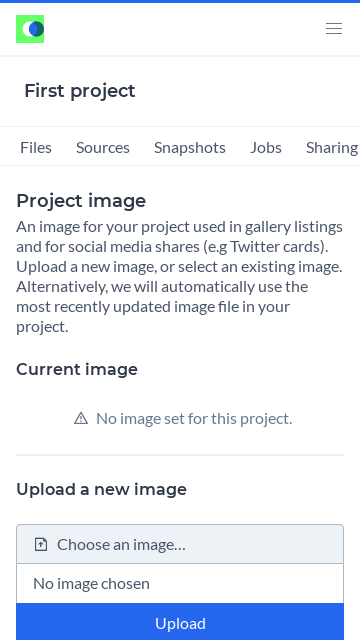 First project
Files Sources Snapshots Jobs Sharing
Project image
An image for your project used in gallery listings
and for social media shares (e.g Twitter cards).
Upload a new image, or select an existing image.
Alternatively, we will automatically use the
most recently updated image file in your
project.
Current image
No image set for this project.
Upload a new image
Choose an image…
No image chosen
Upload